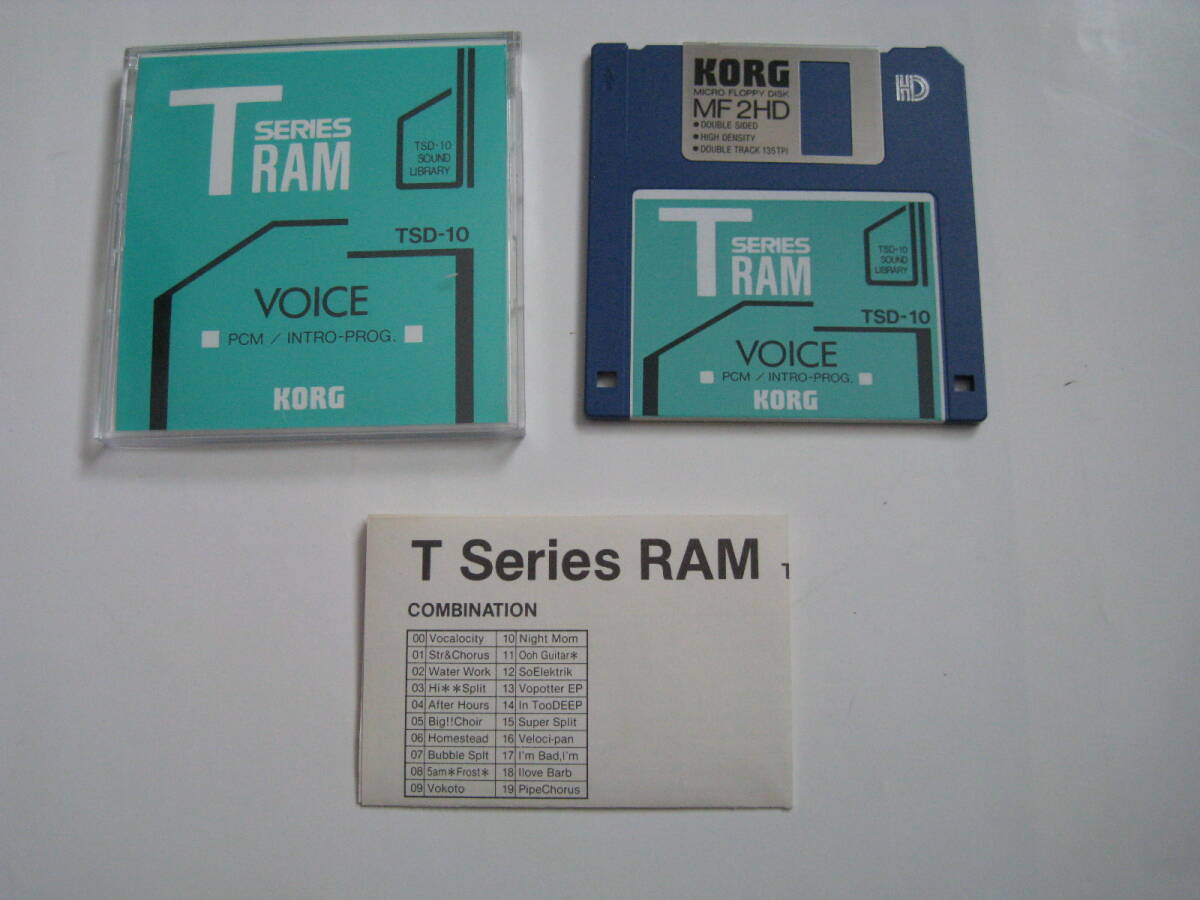 T SERIES
RAM
TSD-10
SOUND
LIBRARY
TSD-10
VOICE
PCM / INTRO-PROG.
KORG
KORG
MICRO FLOPPY DISK
MF 2HD
● DOUBLE SIDED
● HIGH DENSITY
● DOUBLE TRACK 135TPI
HD
T SERIES
RAM
TSD-10
SOUND
LIBRARY
TSD-10
VOICE
PCM / INTRO-PROG.
KORG
T Series RAM T
COMBINATION
00 Vocalocity 10 Night Mom
01 Str&Chorus 11 Ooh Guitar*
02 Water Work 12 SoElektrik
03 Hi**Split 13 Vopotter EP
04 After Hours 14 In TooDEEP
05 Big!!Choir 15 Super Split
06 Homestead 16 Veloci-pan
07 Bubble Splt 17 I'm Bad,I'm
08 5am*Frost* 18 Ilove Barb
09 Vokoto 19 PipeChorus